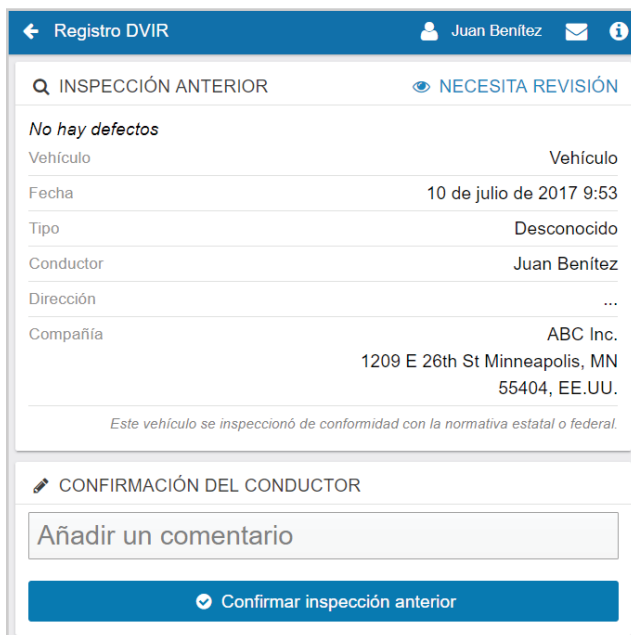 Registro DVIR Juan Benítez
INSPECCIÓN ANTERIOR NECESITA REVISIÓN
No hay defectos
Vehículo Vehículo
Fecha 10 de julio de 2017 9:53
Tipo Desconocido
Conductor Juan Benítez
Dirección ...
Compañía ABC Inc.
1209 E 26th St Minneapolis, MN
55404, EE.UU.
Este vehículo se inspeccionó de conformidad con la normativa estatal o federal.
CONFIRMACIÓN DEL CONDUCTOR
Añadir un comentario
Confirmar inspección anterior